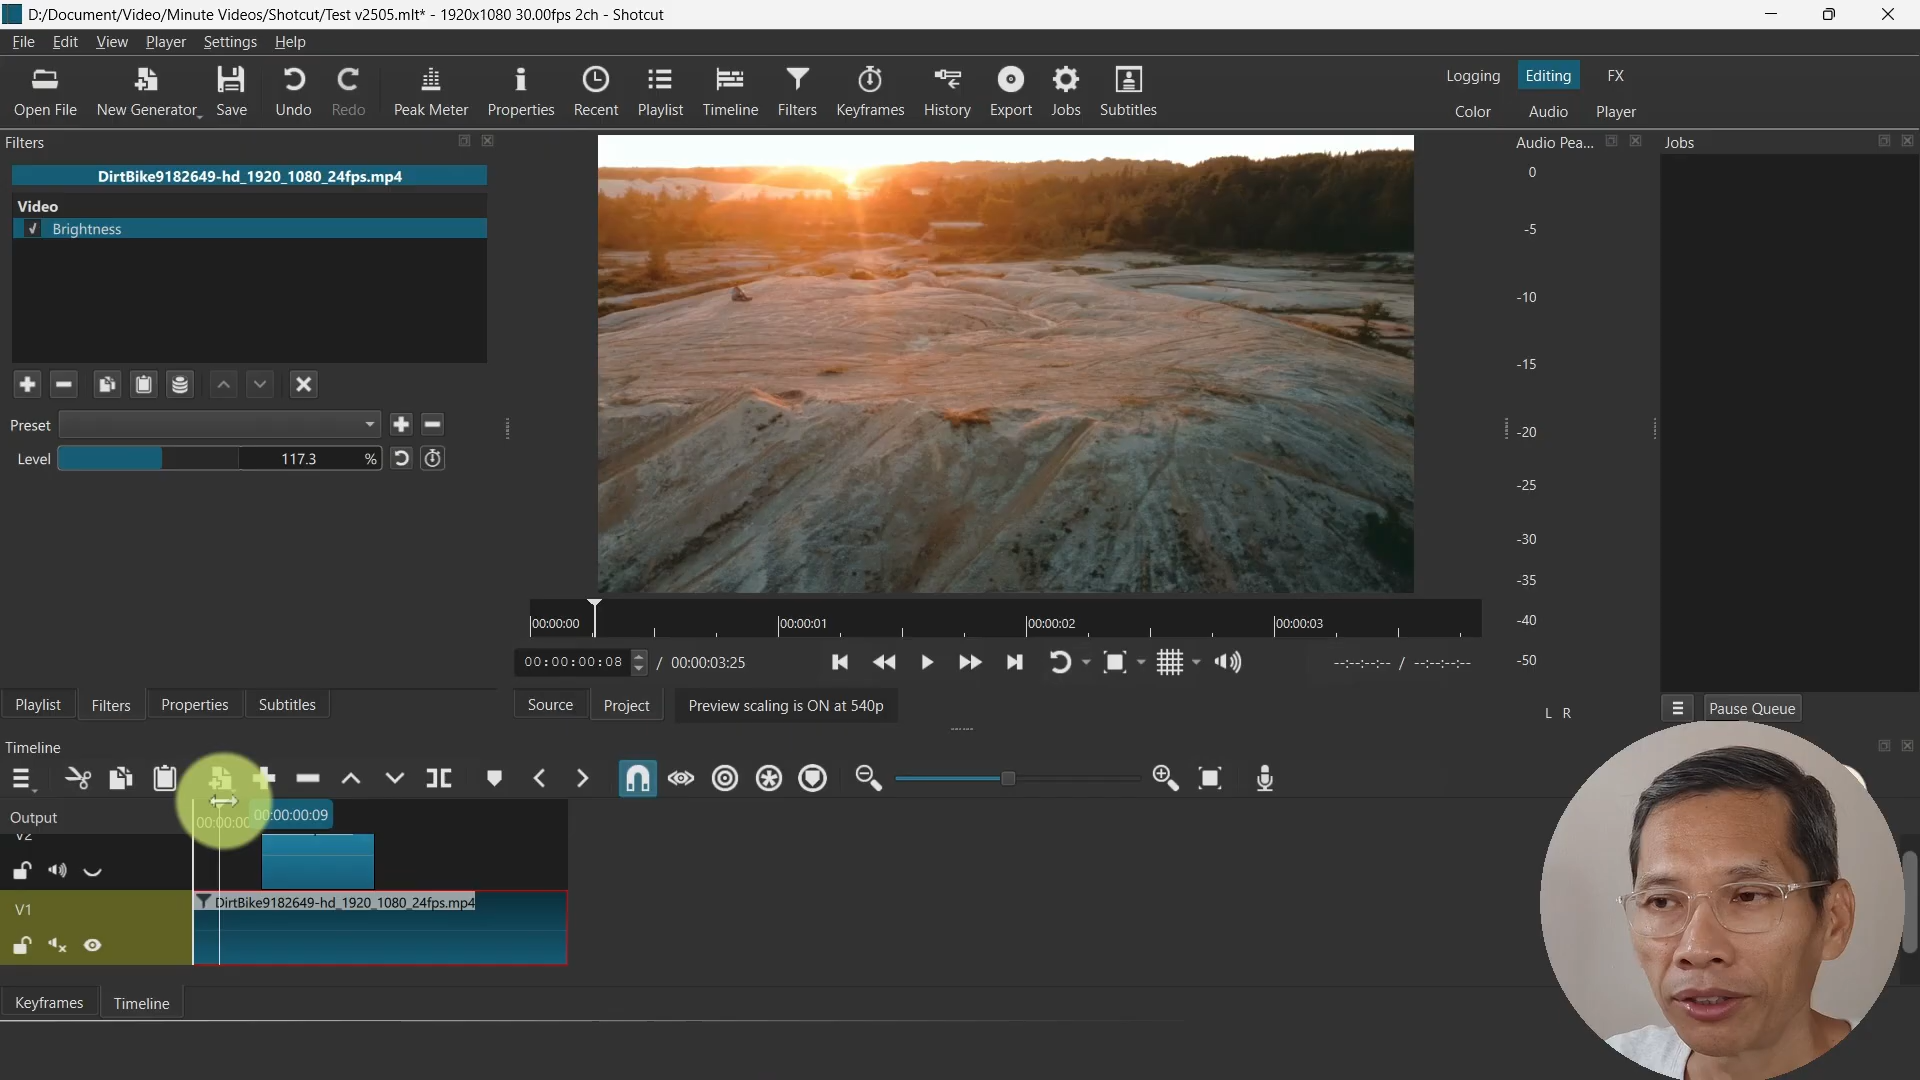 D:/Document/Video/Minute Videos/Shotcut/Test v2505.mlt* - 1920x1080 30.00fps 2ch - Shotcut
File Edit View Player Settings Help
Open File New Generator Save Undo Redo Peak Meter Properties Recent Playlist Timeline Filters Keyframes History Export Jobs Subtitles
Logging Editing FX
Color Audio Player
Filters
Audio Pea...
Jobs
DirtBike9182649-hd_1920_1080_24fps.mp4
Video
Brightness
Preset
Level 117.3 %
0
-5
-10
-15
-20
-25
-30
-35
-40
-50
L R
00:00:00 00:00:01 00:00:02 00:00:03
00:00:00:08 / 00:00:03:25
--:--:--:-- / --:--:--:--
Playlist Filters Properties Subtitles
Source Project Preview scaling is ON at 540p
Pause Queue
Timeline
Output
00:00:00
00:00:00:09
V2
V1
DirtBike9182649-hd_1920_1080_24fps.mp4
Keyframes Timeline